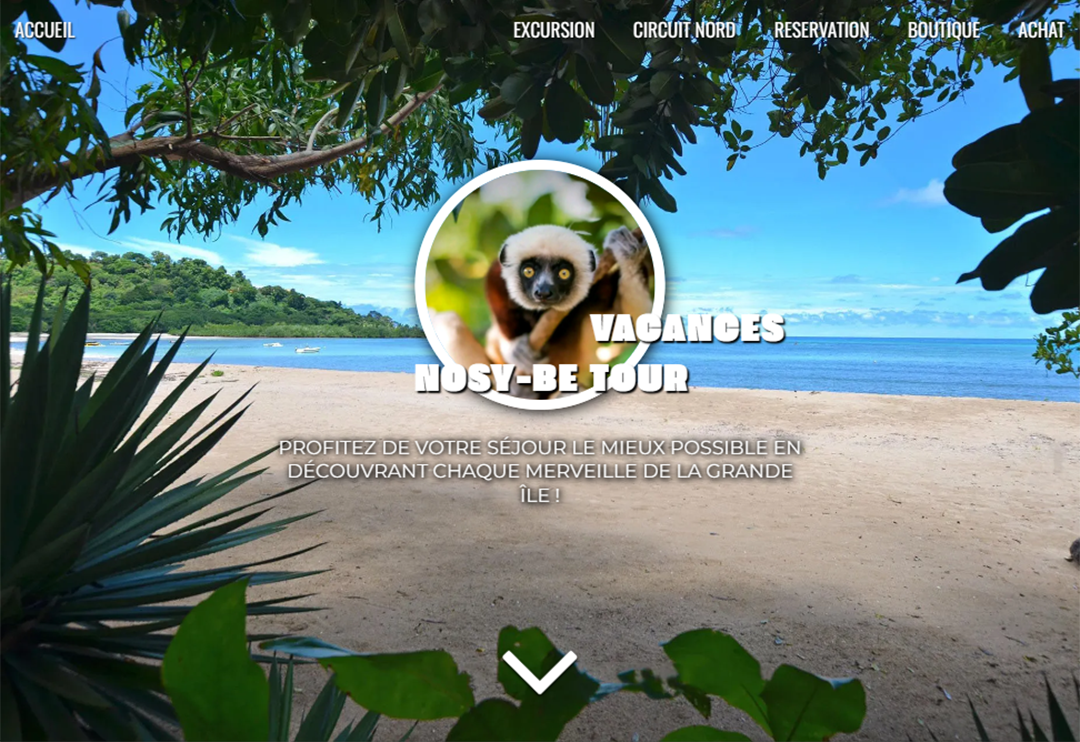 ACCUEIL EXCURSION CIRCUIT NORD RESERVATION BOUTIQUE ACHAT
VACANCES
NOSY-BE TOUR
PROFITEZ DE VOTRE SÉJOUR LE MIEUX POSSIBLE EN
DÉCOUVRANT CHAQUE MERVEILLE DE LA GRANDE
ÎLE !